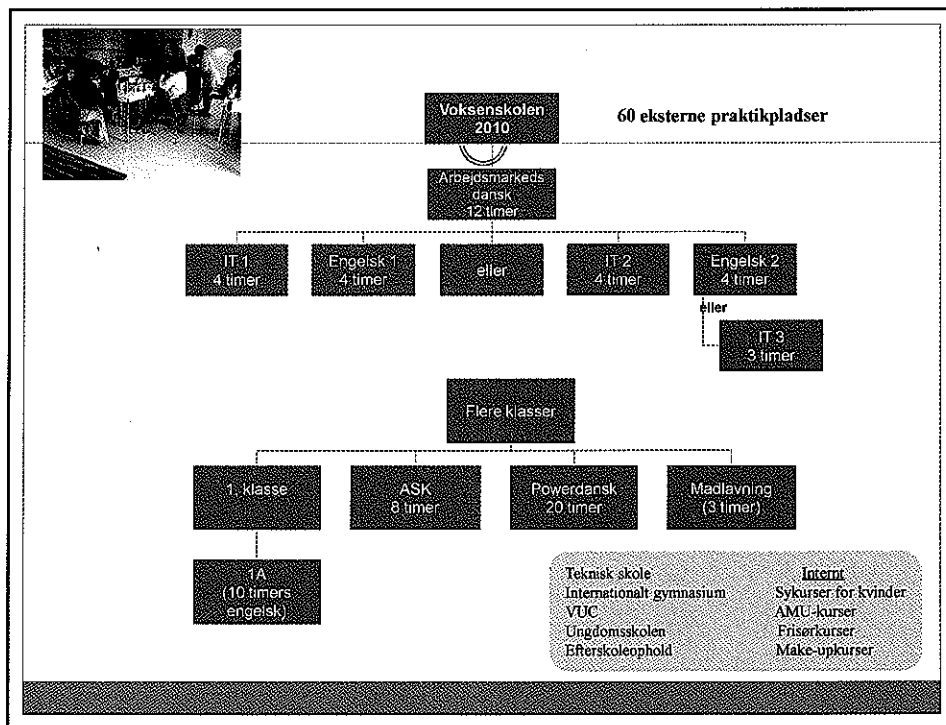 Voksenskolen
2010
60 eksterne praktikpladser
Arbejdsmarkeds
dansk
12 timer
IT 1
4 timer
Engelsk 1
4 timer
eller
IT 2
4 timer
Engelsk 2
4 timer
eller
IT 3
3 timer
Flere klasser
1. klasse
ASK
8 timer
Powerdansk
20 timer
Madlavning
(3 timer)
1A
(10 timers
engelsk)
Teknisk skole
Internationalt gymnasium
VUC
Ungdomsskolen
Efterskoleophold
Internt
Sykurser for kvinder
AMU-kurser
Frisørkurser
Make-upkurser